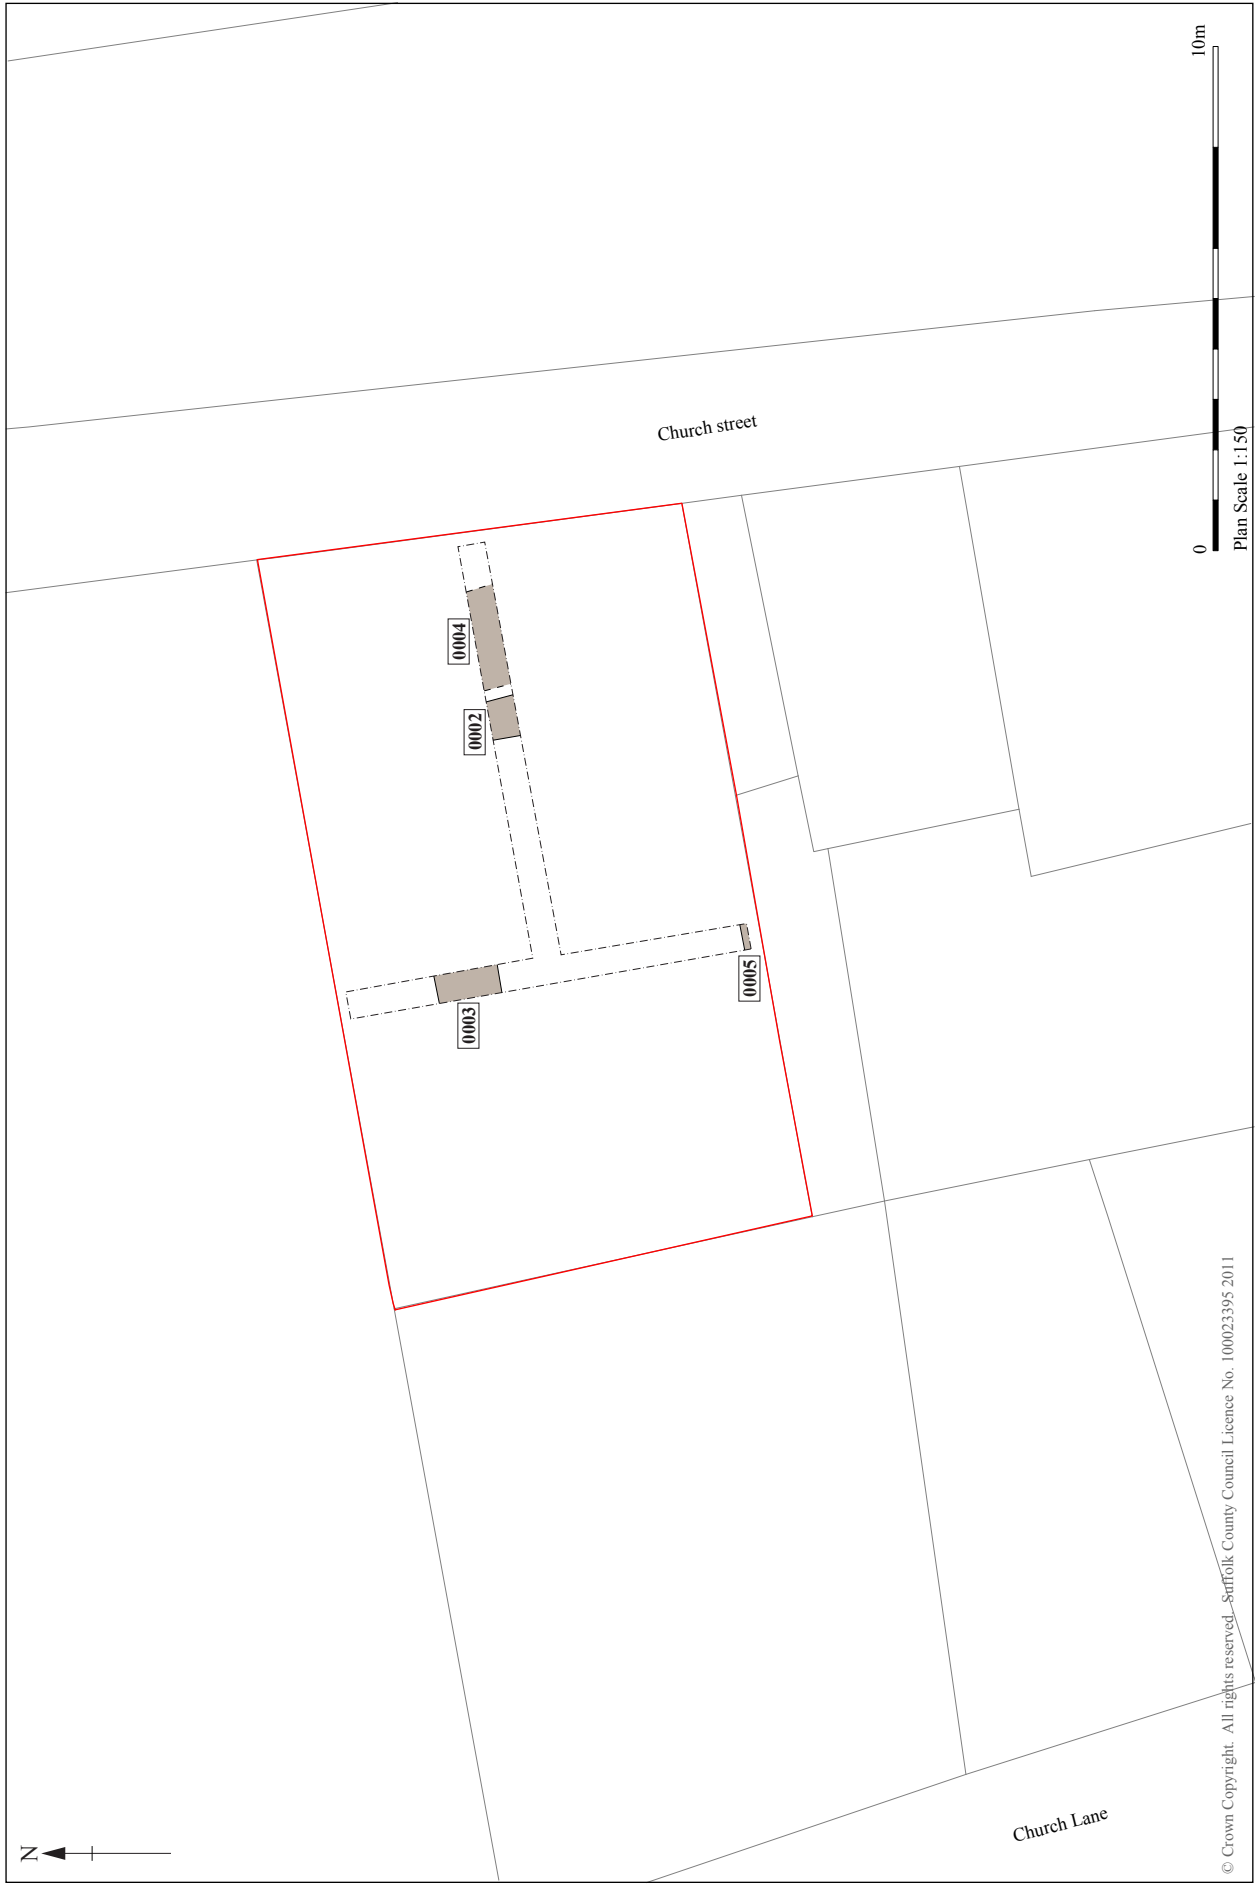 N
Church street
0004
0002
0003
0005
Church Lane
0
10m
Plan Scale 1:150
© Crown Copyright. All rights reserved. Suffolk County Council Licence No. 100023395 2011